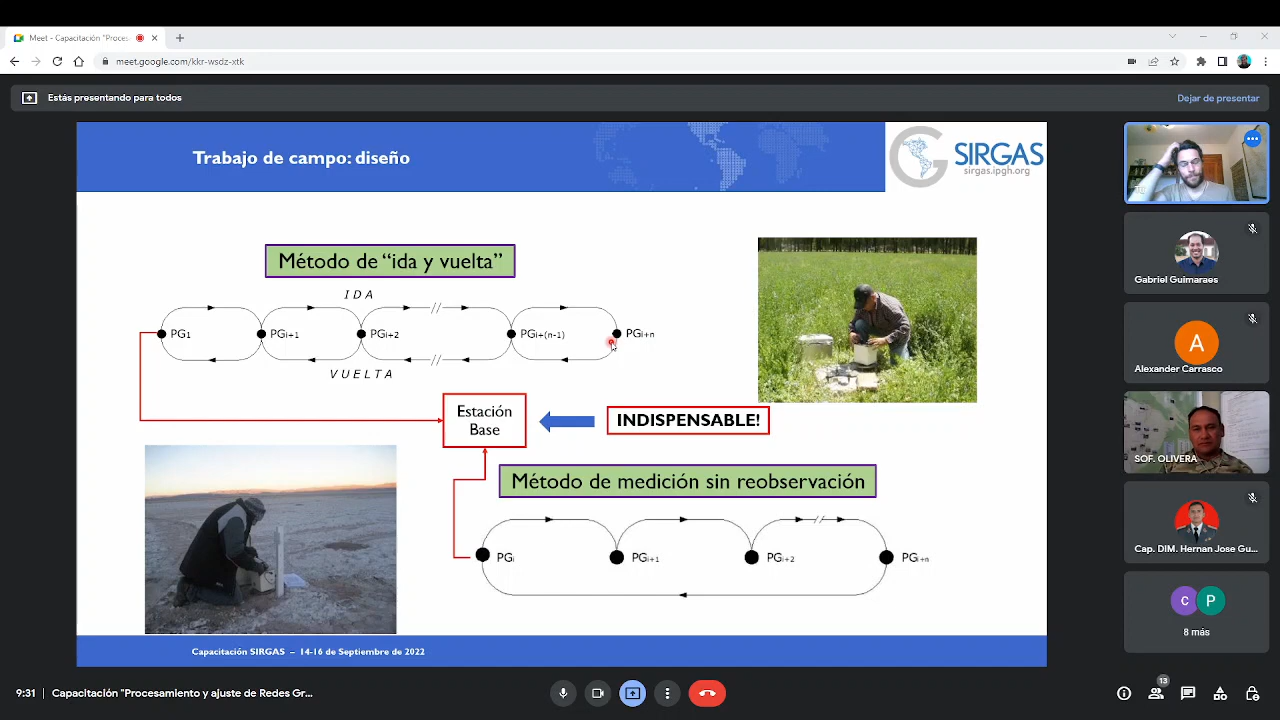 Meet - Capacitación "Proces
meet.google.com/kkr-wsdz-xtk
Estás presentando para todos
Dejar de presentar
Trabajo de campo: diseño
SIRGAS
sirgas.ipgh.org
Método de “ida y vuelta”
IDA
PG1
PGi+1
PGi+2
PGi+(n-1)
PGi+n
VUELTA
Estación
Base
INDISPENSABLE!
Método de medición sin reobservación
PGi
PGi+1
PGi+2
PGi+n
Capacitación SIRGAS – 14-16 de Septiembre de 2022
Gabriel Guimaraes
A
Alexander Carrasco
SOF. OLIVERA
Cap. DIM. Hernan Jose Gu...
c
P
8 más
9:31
Capacitación "Procesamiento y ajuste de Redes Gr...
13